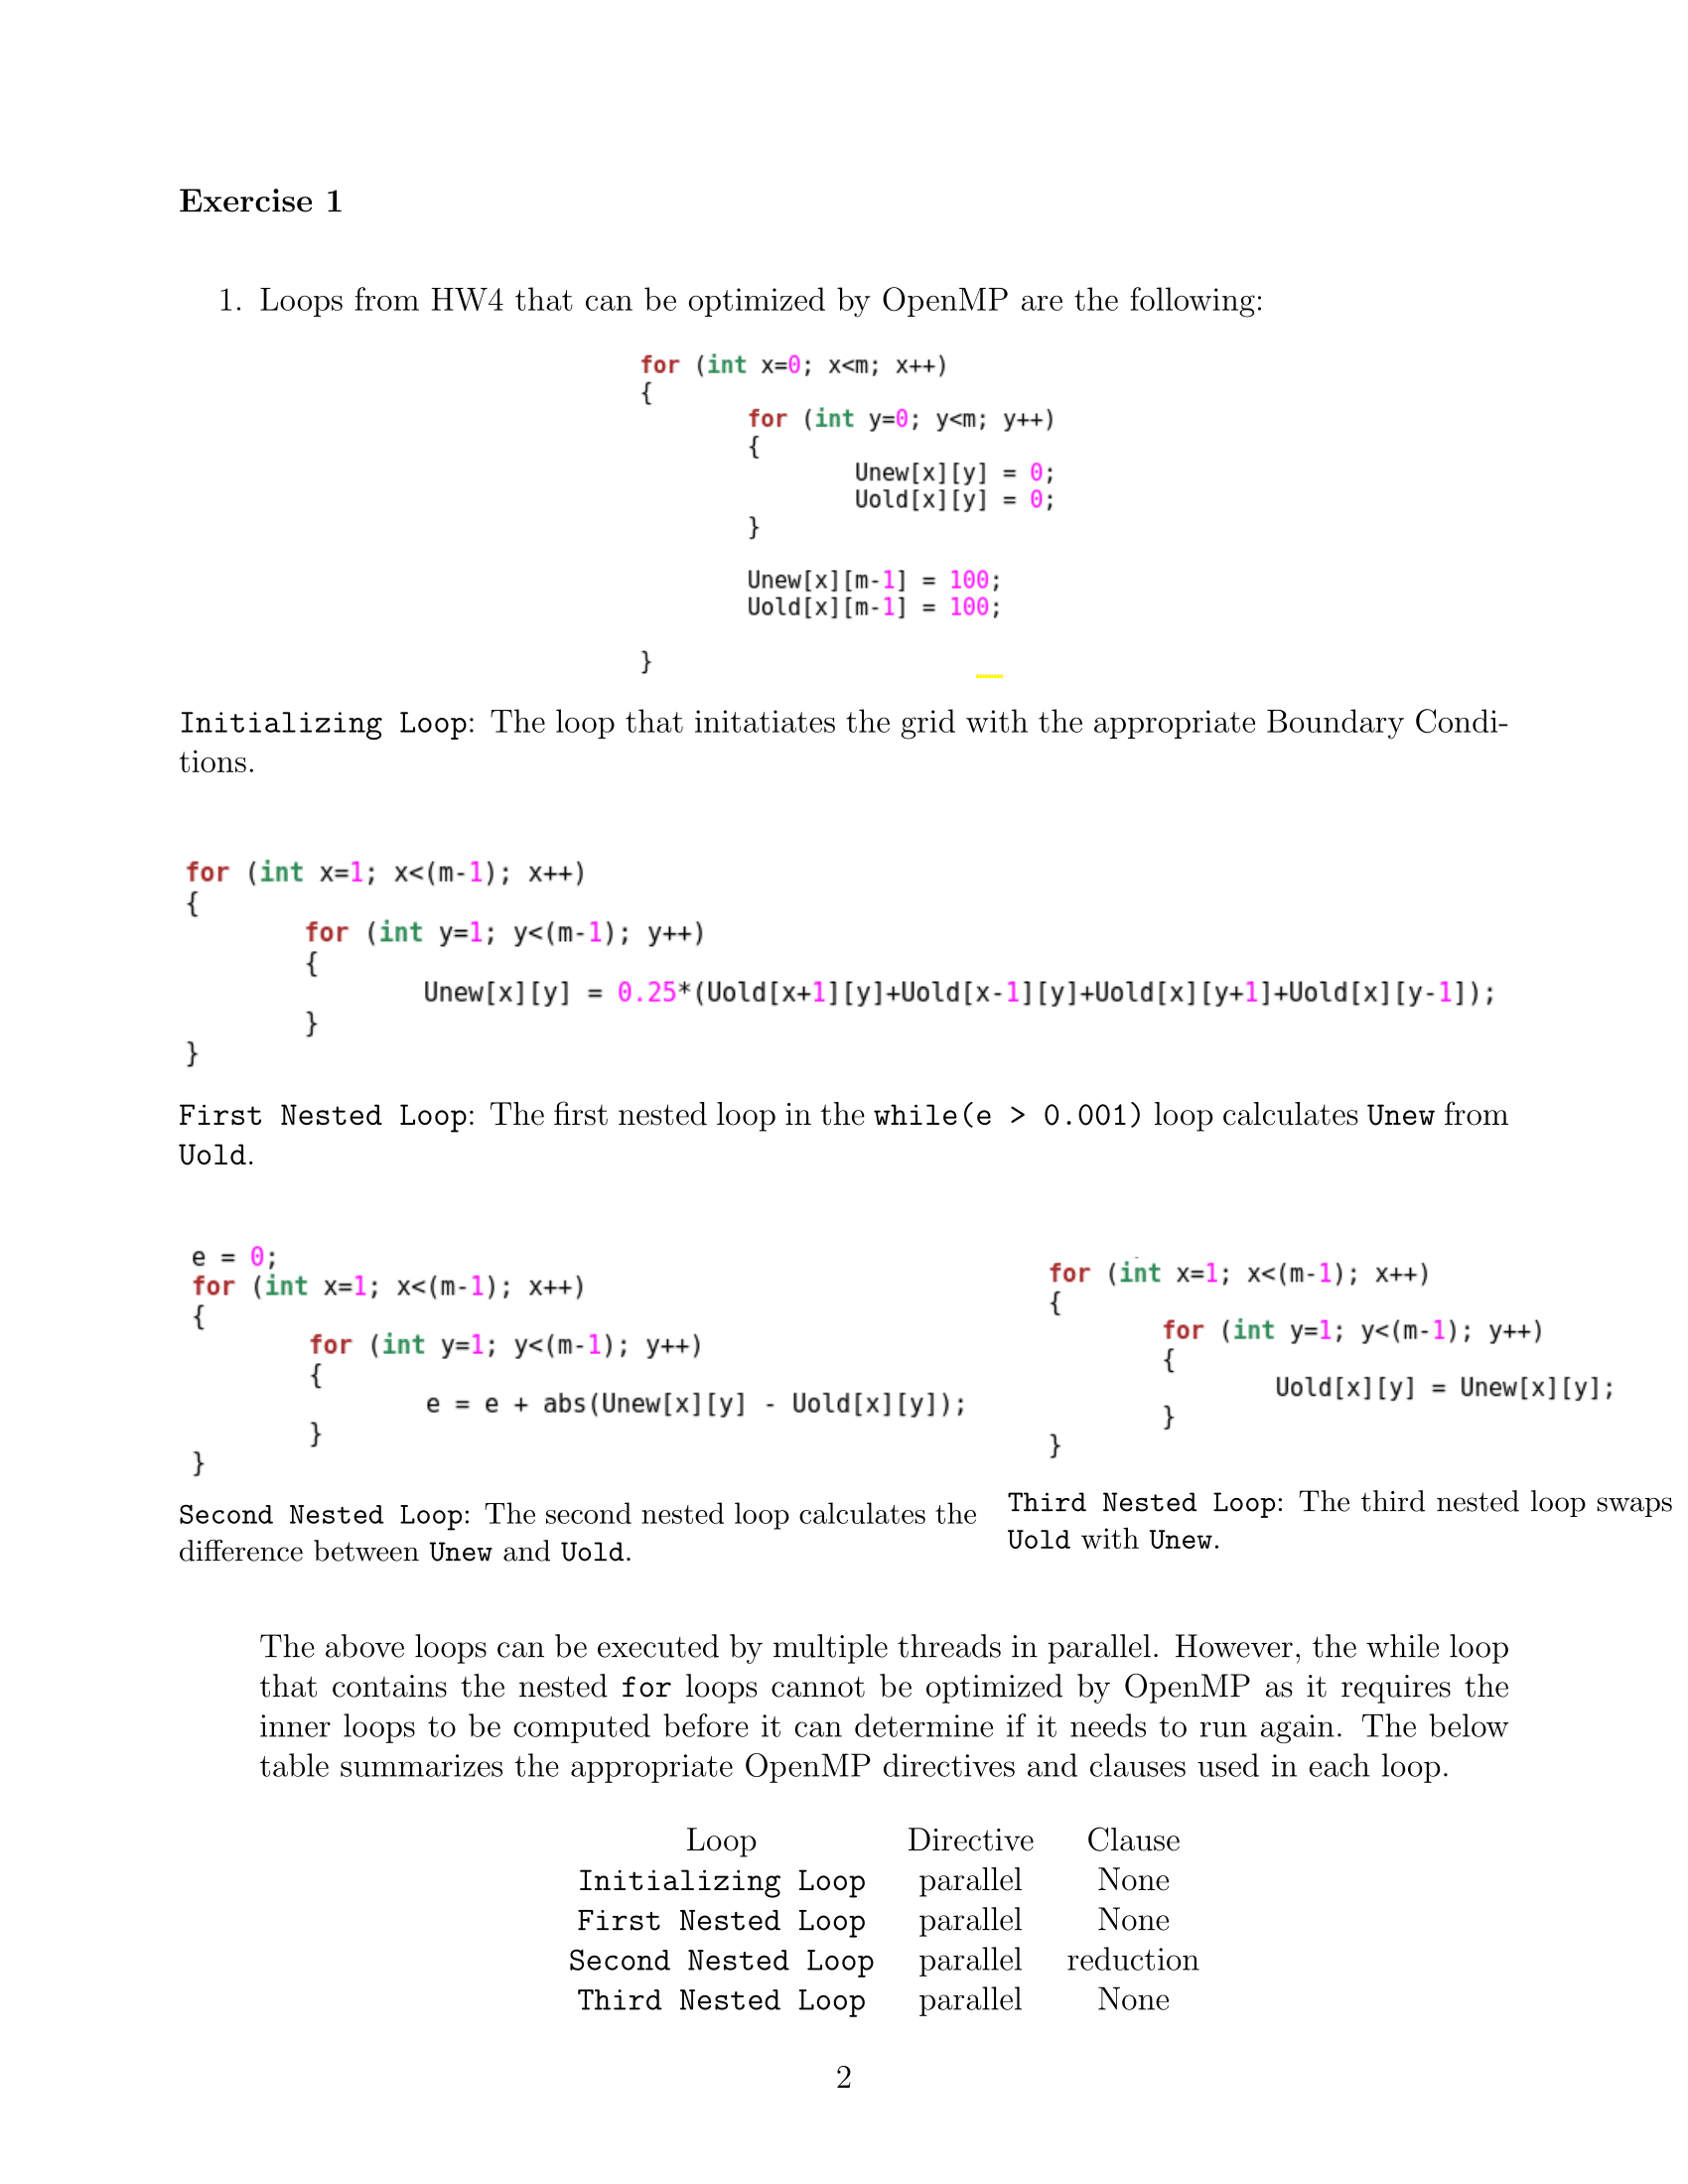 Exercise 1
1. Loops from HW4 that can be optimized by OpenMP are the following:
for (int x=0; x<m; x++)
{
for (int y=0; y<m; y++)
{
Unew[x][y] = 0;
Uold[x][y] = 0;
}
Unew[x][m-1] = 100;
Uold[x][m-1] = 100;
}
Initializing Loop: The loop that initatiates the grid with the appropriate Boundary Condi-
tions.
for (int x=1; x<(m-1); x++)
{
for (int y=1; y<(m-1); y++)
{
Unew[x][y] = 0.25*(Uold[x+1][y]+Uold[x-1][y]+Uold[x][y+1]+Uold[x][y-1]);
}
}
First Nested Loop: The first nested loop in the while(e > 0.001) loop calculates Unew from
Uold.
e = 0;
for (int x=1; x<(m-1); x++)
{
for (int y=1; y<(m-1); y++)
{
e = e + abs(Unew[x][y] - Uold[x][y]);
}
}
Second Nested Loop: The second nested loop calculates the
difference between Unew and Uold.
for (int x=1; x<(m-1); x++)
{
for (int y=1; y<(m-1); y++)
{
Uold[x][y] = Unew[x][y];
}
}
Third Nested Loop: The third nested loop swaps
Uold with Unew.
The above loops can be executed by multiple threads in parallel. However, the while loop
that contains the nested for loops cannot be optimized by OpenMP as it requires the
inner loops to be computed before it can determine if it needs to run again. The below
table summarizes the appropriate OpenMP directives and clauses used in each loop.
Loop Directive Clause
Initializing Loop parallel None
First Nested Loop parallel None
Second Nested Loop parallel reduction
Third Nested Loop parallel None
2